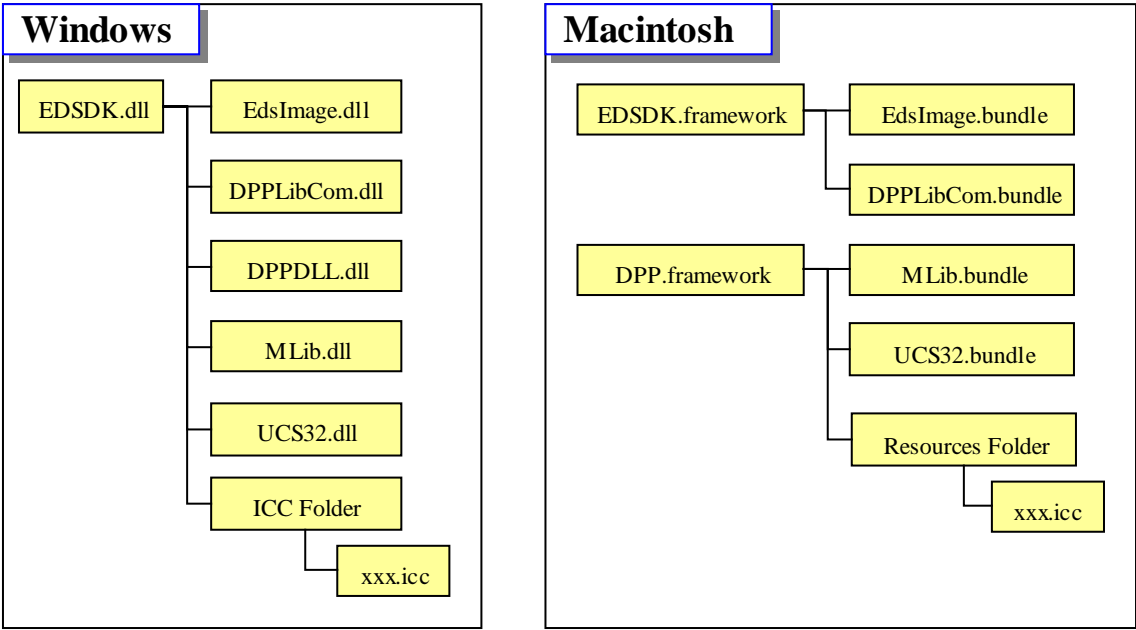 Windows
EDSDK.dll
EdsImage.dll
DPPLibCom.dll
DPPDLL.dll
MLib.dll
UCS32.dll
ICC Folder
xxx.icc
Macintosh
EDSDK.framework
EdsImage.bundle
DPPLibCom.bundle
DPP.framework
MLib.bundle
UCS32.bundle
Resources Folder
xxx.icc